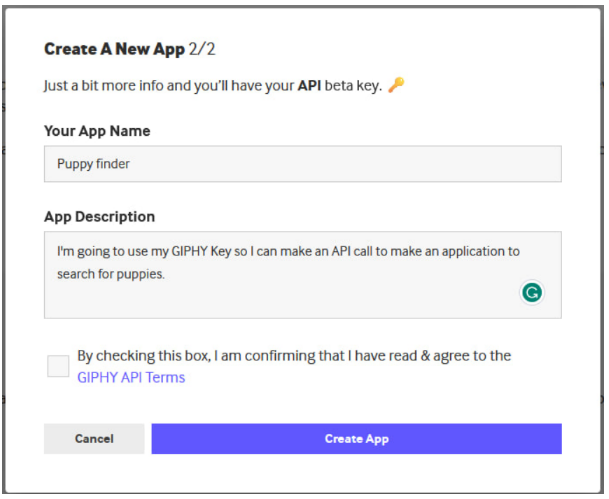 Create A New App 2/2
Just a bit more info and you'll have your API beta key. 🔑
Your App Name
Puppy finder
App Description
I'm going to use my GIPHY Key so I can make an API call to make an application to
search for puppies.
By checking this box, I am confirming that I have read & agree to the
GIPHY API Terms
Cancel
Create App